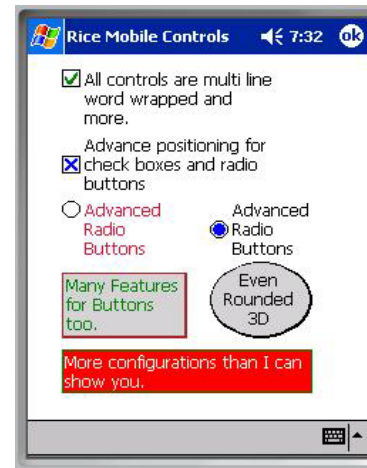 Rice Mobile Controls 7:32 ok
All controls are multi line
word wrapped and
more.
Advance positioning for
check boxes and radio
buttons
Advanced
Radio
Buttons
Advanced
Radio
Buttons
Many Features
for Buttons
too.
Even
Rounded
3D
More configurations than I can
show you.